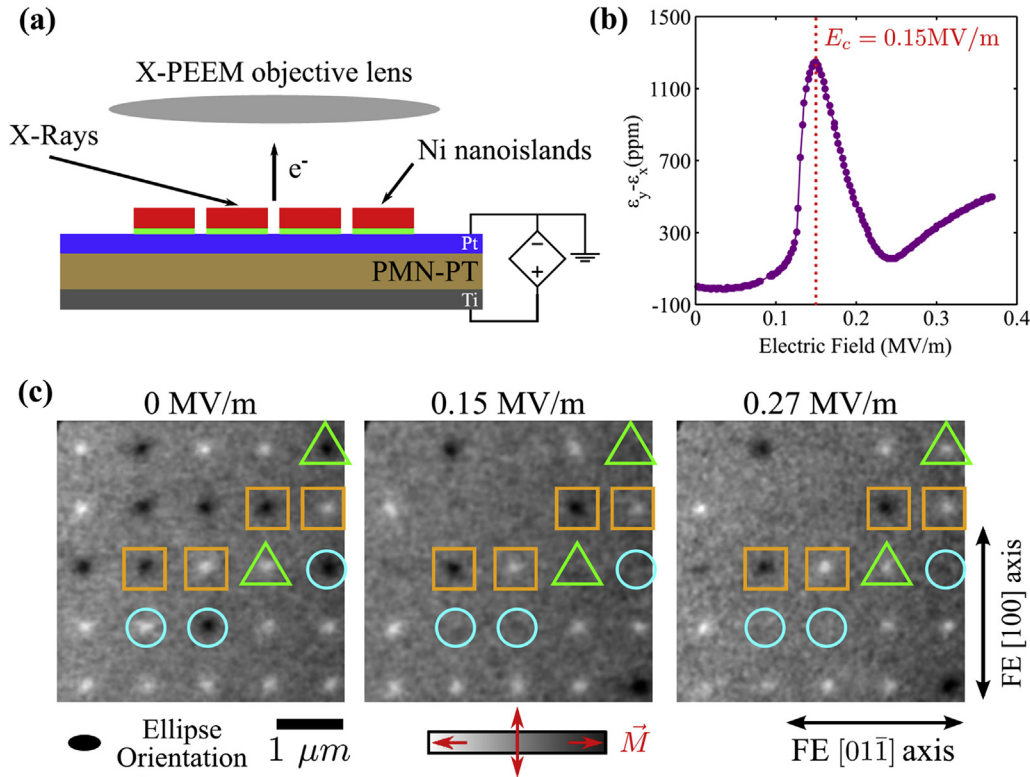 (a)
X-PEEM objective lens
X-Rays
e-
Ni nanoislands
Pt
PMN-PT
Ti
−
+
(b)
1500
1100
700
300
-100
εy-εx(ppm)
Ec = 0.15MV/m
0
0.1
0.2
0.3
0.4
Electric Field (MV/m)
(c)
0 MV/m
0.15 MV/m
0.27 MV/m
FE [100] axis
Ellipse
Orientation
1 μm
M⃗
FE [011̄] axis